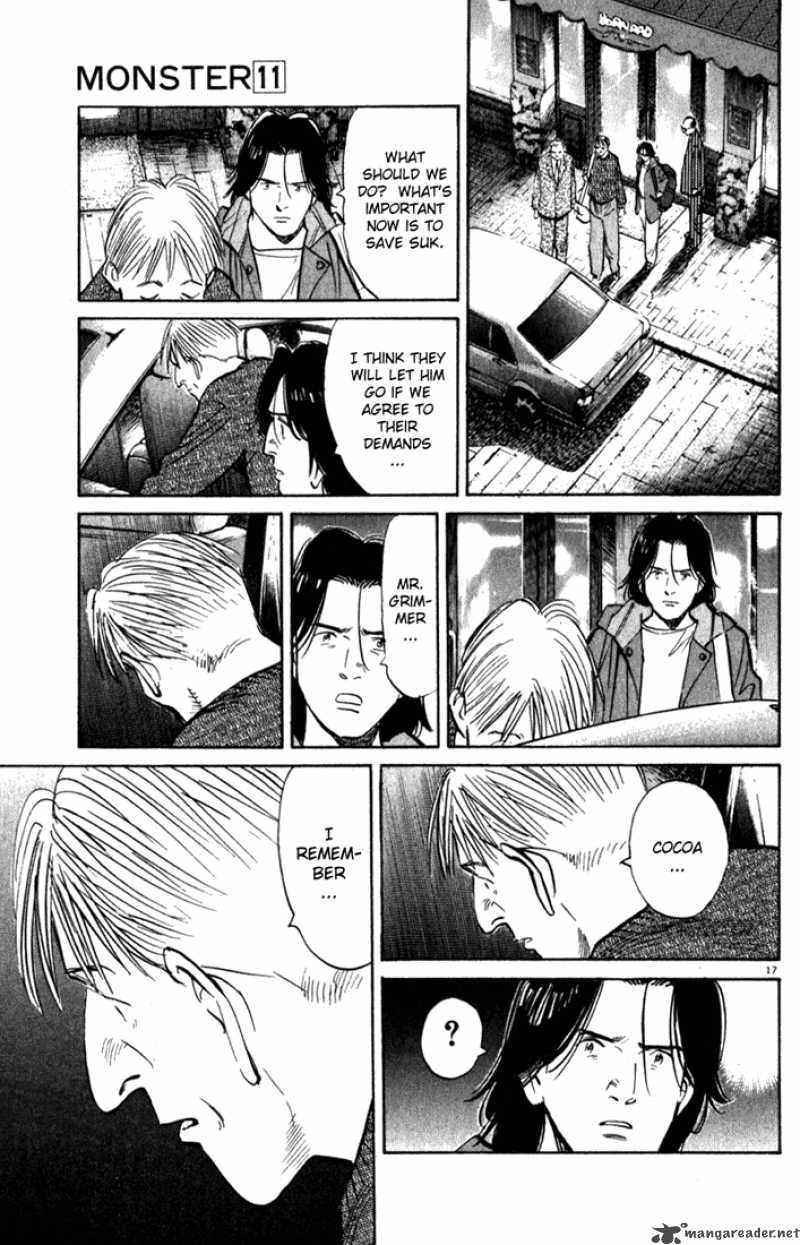 MONSTER 11
WHAT
SHOULD WE
DO? WHAT'S
IMPORTANT
NOW IS TO
SAVE SUK.
I THINK THEY
WILL LET HIM
GO IF WE
AGREE TO
THEIR
DEMANDS
...
MR.
GRIM-
MER
...
COCOA
...
17
?
I
REMEM-
BER
...
mangareader.net